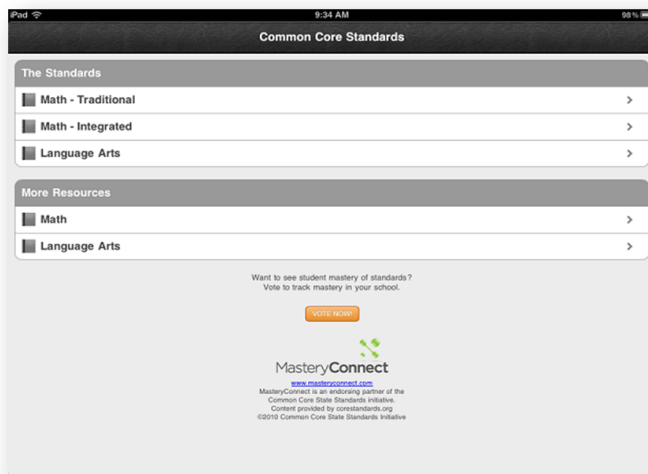 iPad 9:34 AM 98%
Common Core Standards
The Standards
Math - Traditional
Math - Integrated
Language Arts
More Resources
Math
Language Arts
Want to see student mastery of standards?
Vote to track mastery in your school.
VOTE NOW!
MasteryConnect
www.masteryconnect.com
MasteryConnect is an endorsing partner of the
Common Core State Standards initiative.
Content provided by corestandards.org
©2010 Common Core State Standards Initiative